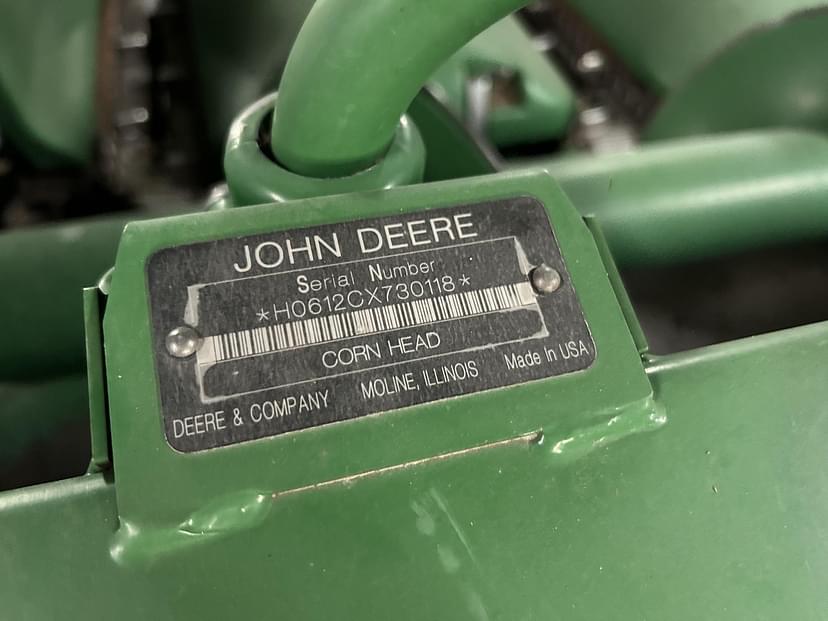 JOHN DEERE
Serial Number
*H0612CX730118*
CORN HEAD
DEERE & COMPANY MOLINE, ILLINOIS Made In USA